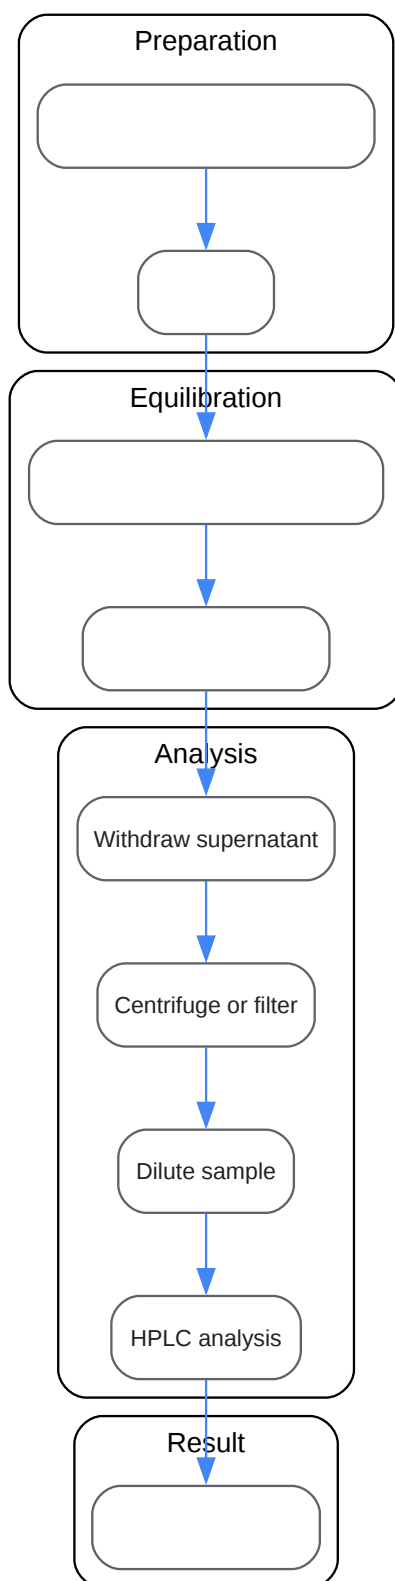 Preparation
Equilibration
Analysis
Withdraw supernatant
Centrifuge or filter
Dilute sample
HPLC analysis
Result